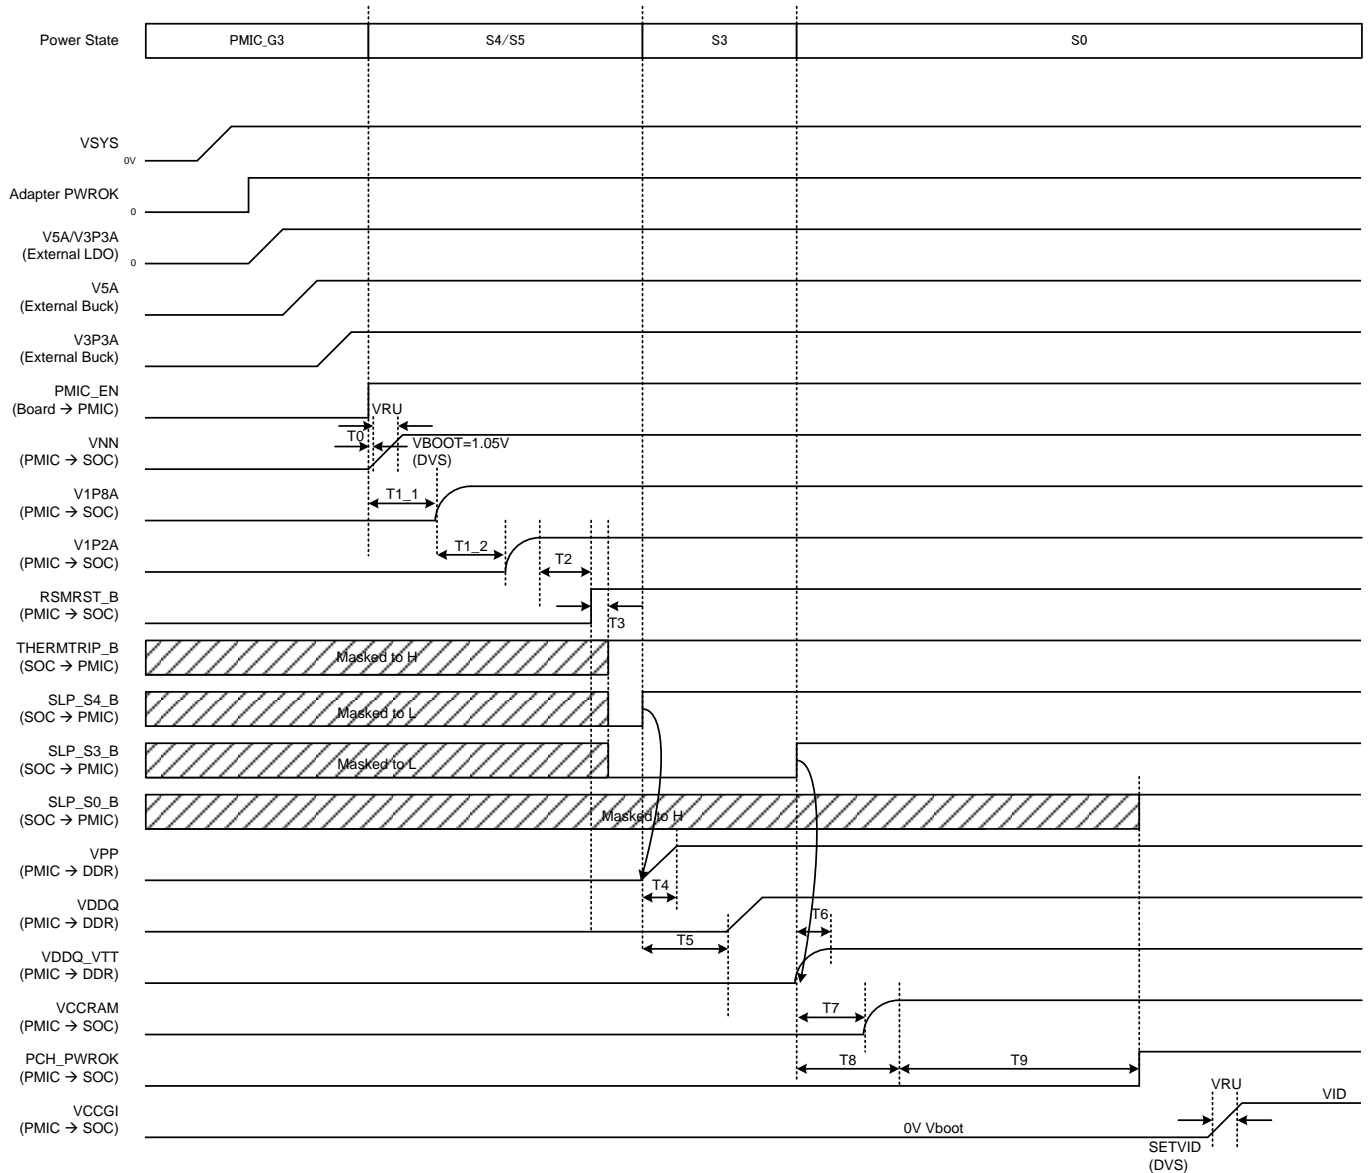 Power State
PMIC_G3
S4/S5
S3
S0
VSYS
0V
Adapter PWROK
0
V5A/V3P3A
(External LDO)
0
V5A
(External Buck)
V3P3A
(External Buck)
PMIC_EN
(Board → PMIC)
VRU
T0
VNN
(PMIC → SOC)
VBOOT=1.05V
(DVS)
V1P8A
(PMIC → SOC)
T1_1
V1P2A
(PMIC → SOC)
T1_2
T2
RSMRST_B
(PMIC → SOC)
T3
THERMTRIP_B
(SOC → PMIC)
Masked to H
SLP_S4_B
(SOC → PMIC)
Masked to L
SLP_S3_B
(SOC → PMIC)
Masked to L
SLP_S0_B
(SOC → PMIC)
Masked to H
VPP
(PMIC → DDR)
T4
VDDQ
(PMIC → DDR)
T5
T6
VDDQ_VTT
(PMIC → DDR)
VCCRAM
(PMIC → SOC)
T7
PCH_PWROK
(PMIC → SOC)
T8
T9
VCCGI
(PMIC → SOC)
0V Vboot
VRU
VID
SETVID
(DVS)